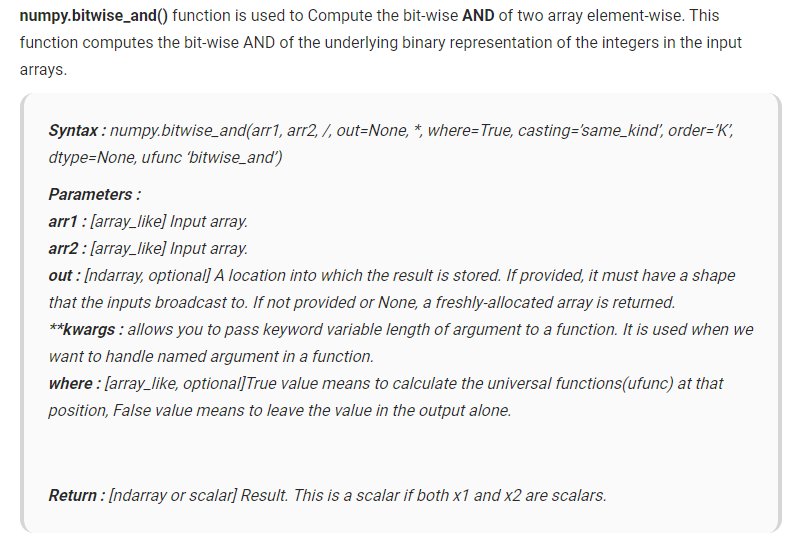 numpy.bitwise_and() function is used to Compute the bit-wise AND of two array element-wise. This
function computes the bit-wise AND of the underlying binary representation of the integers in the input
arrays.
Syntax : numpy.bitwise_and(arr1, arr2, /, out=None, *, where=True, casting=’same_kind’, order=’K’,
dtype=None, ufunc ‘bitwise_and’)
Parameters :
arr1 : [array_like] Input array.
arr2 : [array_like] Input array.
out : [ndarray, optional] A location into which the result is stored. If provided, it must have a shape
that the inputs broadcast to. If not provided or None, a freshly-allocated array is returned.
**kwargs : allows you to pass keyword variable length of argument to a function. It is used when we
want to handle named argument in a function.
where : [array_like, optional]True value means to calculate the universal functions(ufunc) at that
position, False value means to leave the value in the output alone.
Return : [ndarray or scalar] Result. This is a scalar if both x1 and x2 are scalars.